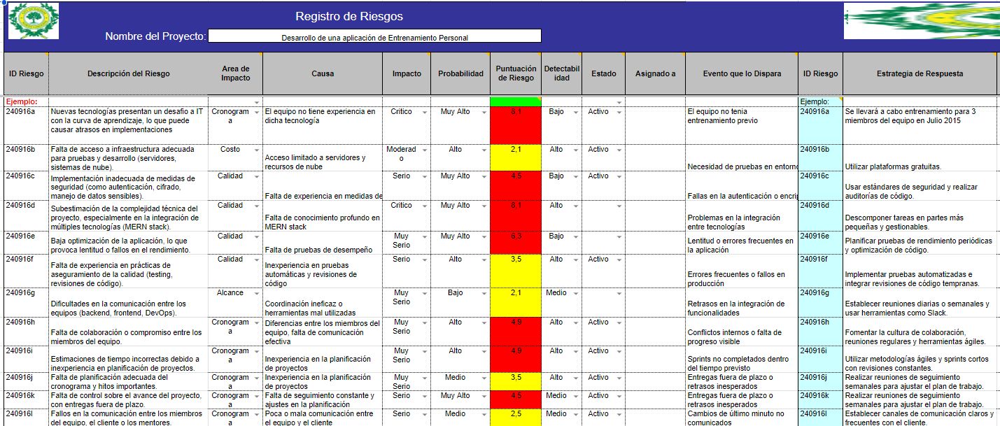 Registro de Riesgos
Nombre del Proyecto: Desarrollo de una aplicación de Entrenamiento Personal
ID Riesgo Descripción del Riesgo Area de Impacto Causa Impacto Probabilidad Puntuación de Riesgo Detectabilidad Estado Asignado a Evento que lo Dispara ID Riesgo Estrategia de Respuesta
Ejemplo: Ejemplo:
240916a Nuevas tecnologías presentan un desafio a IT con la curva de aprendizaje, lo que puede causar atrasos en implementaciones Cronograma El equipo no tiene experiencia en dicha tecnología Critico Muy Alto 8,1 Bajo Activo El equipo no tenia entrenamiento previo 240916a Se llevará a cabo entrenamiento para 3 miembros del equipo en Julio 2015
240916b Falta de acceso a infraestructura adecuada para pruebas y desarrollo (servidores, sistemas de nube). Costo Acceso limitado a servidores y recursos de nube Moderado Alto 2,1 Alto Activo Necesidad de pruebas en entorno 240916b Utilizar plataformas gratuitas.
240916c Implementación inadecuada de medidas de seguridad (como autenticación, cifrado, manejo de datos sensibles). Calidad Falta de experiencia en medidas de Serio Muy Alto 4,5 Bajo Activo Fallas en la autenticación o encrip 240916c Usar estándares de seguridad y realizar auditorías de código.
240916d Subestimación de la complejidad técnica del proyecto, especialmente en la integración de múltiples tecnologías (MERN stack). Calidad Falta de conocimiento profundo en MERN stack Critico Muy Alto 8,1 Alto Problemas en la integración entre tecnologías 240916d Descomponer tareas en partes más pequeñas y gestionables.
240916e Baja optimización de la aplicación, lo que provoca lentitud o fallos en el rendimiento. Calidad Falta de pruebas de desempeño Muy Serio Muy Alto 6,3 Bajo Lentitud o errores frecuentes en la aplicación 240916e Planificar pruebas de rendimiento periódicas y optimización de código.
240916f Falta de experiencia en prácticas de aseguramiento de la calidad (testing, revisiones de código). Calidad Inexperiencia en pruebas automáticas y revisiones de código Serio Alto 3,5 Alto Activo Errores frecuentes o fallos en producción 240916f Implementar pruebas automatizadas e integrar revisiones de código tempranas.
240916g Dificultades en la comunicación entre los equipos (backend, frontend, DevOps). Alcance Coordinación ineficaz o herramientas mal utilizadas Muy Serio Bajo 2,1 Medio Retrasos en la integración de funcionalidades 240916g Establecer reuniones diarias o semanales y usar herramientas como Slack.
240916h Falta de colaboración o compromiso entre los miembros del equipo. Cronograma Diferencias entre los miembros del equipo, falta de comunicación efectiva Muy Serio Alto 4,9 Alto Activo Conflictos internos o falta de progreso visible 240916h Fomentar la cultura de colaboración, reuniones regulares y herramientas ágiles.
240916i Estimaciones de tiempo incorrectas debido a inexperiencia en planificación de proyectos. Cronograma Inexperiencia en la planificación de proyectos Muy Serio Alto 4,9 Alto Activo Sprints no completados dentro del tiempo previsto 240916i Utilizar metodologías ágiles y sprints cortos con revisiones constantes.
240916j Falta de planificación adecuada del cronograma y hitos importantes. Cronograma Inexperiencia en la planificación de proyectos Muy Serio Medio 3,5 Alto Activo Entregas fuera de plazo o retrasos inesperados 240916j Realizar reuniones de seguimiento semanales para ajustar el plan de trabajo.
240916k Falta de control sobre el avance del proyecto, con entregas fuera de plazo. Cronograma Falta de seguimiento constante y ajustes en la planificación Serio Muy Alto 4,5 Medio Activo Entregas fuera de plazo o retrasos inesperados 240916k Realizar reuniones de seguimiento semanales para ajustar el plan de trabajo.
240916l Fallos en la comunicación entre los miembros del equipo, el cliente o los mentores. Cronograma Poca o mala comunicación entre el equipo y el cliente Serio Medio 2,5 Medio Activo Cambios de último minuto no comunicados 240916l Establecer canales de comunicación claros y frecuentes con el cliente.